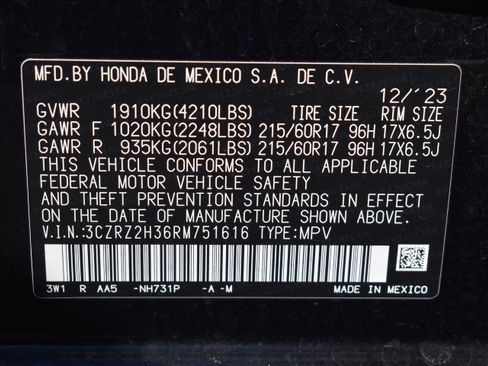 MFD.BY HONDA DE MEXICO S.A. DE C.V.
12/'23
GVWR 1910KG(4210LBS) TIRE SIZE RIM SIZE
GAWR F 1020KG(2248LBS) 215/60R17 96H 17X6.5J
GAWR R 935KG(2061LBS) 215/60R17 96H 17X6.5J
THIS VEHICLE CONFORMS TO ALL APPLICABLE
FEDERAL MOTOR VEHICLE SAFETY
AND THEFT PREVENTION STANDARDS IN EFFECT
ON THE DATE OF MANUFACTURE SHOWN ABOVE.
V.I.N.:3CZRZ2H36RM751616 TYPE:MPV
3W1 R AA5 -NH731P -A -M MADE IN MEXICO